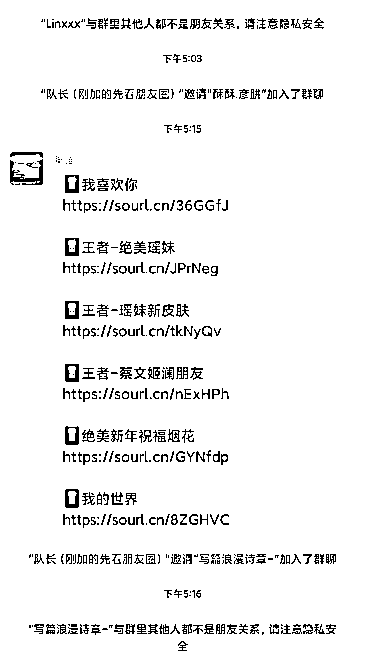 "Linxxx"与群里其他人都不是朋友关系，请注意隐私安全
下午5:03
"队长（刚加的先看朋友圈）"邀请"酥酥.彦朕"加入了群聊
下午5:15
我喜欢你
https://sourl.cn/36GGfJ
王者-绝美瑶妹
https://sourl.cn/JPrNeg
王者-瑶妹新皮肤
https://sourl.cn/tkNyQv
王者-蔡文姬澜朋友
https://sourl.cn/nExHPh
绝美新年祝福烟花
https://sourl.cn/GYNfdp
我的世界
https://sourl.cn/8ZGHVC
"队长（刚加的先看朋友圈）"邀请"写篇浪漫诗章~"加入了群聊
下午5:16
"写篇浪漫诗章~"与群里其他人都不是朋友关系，请注意隐私安
全